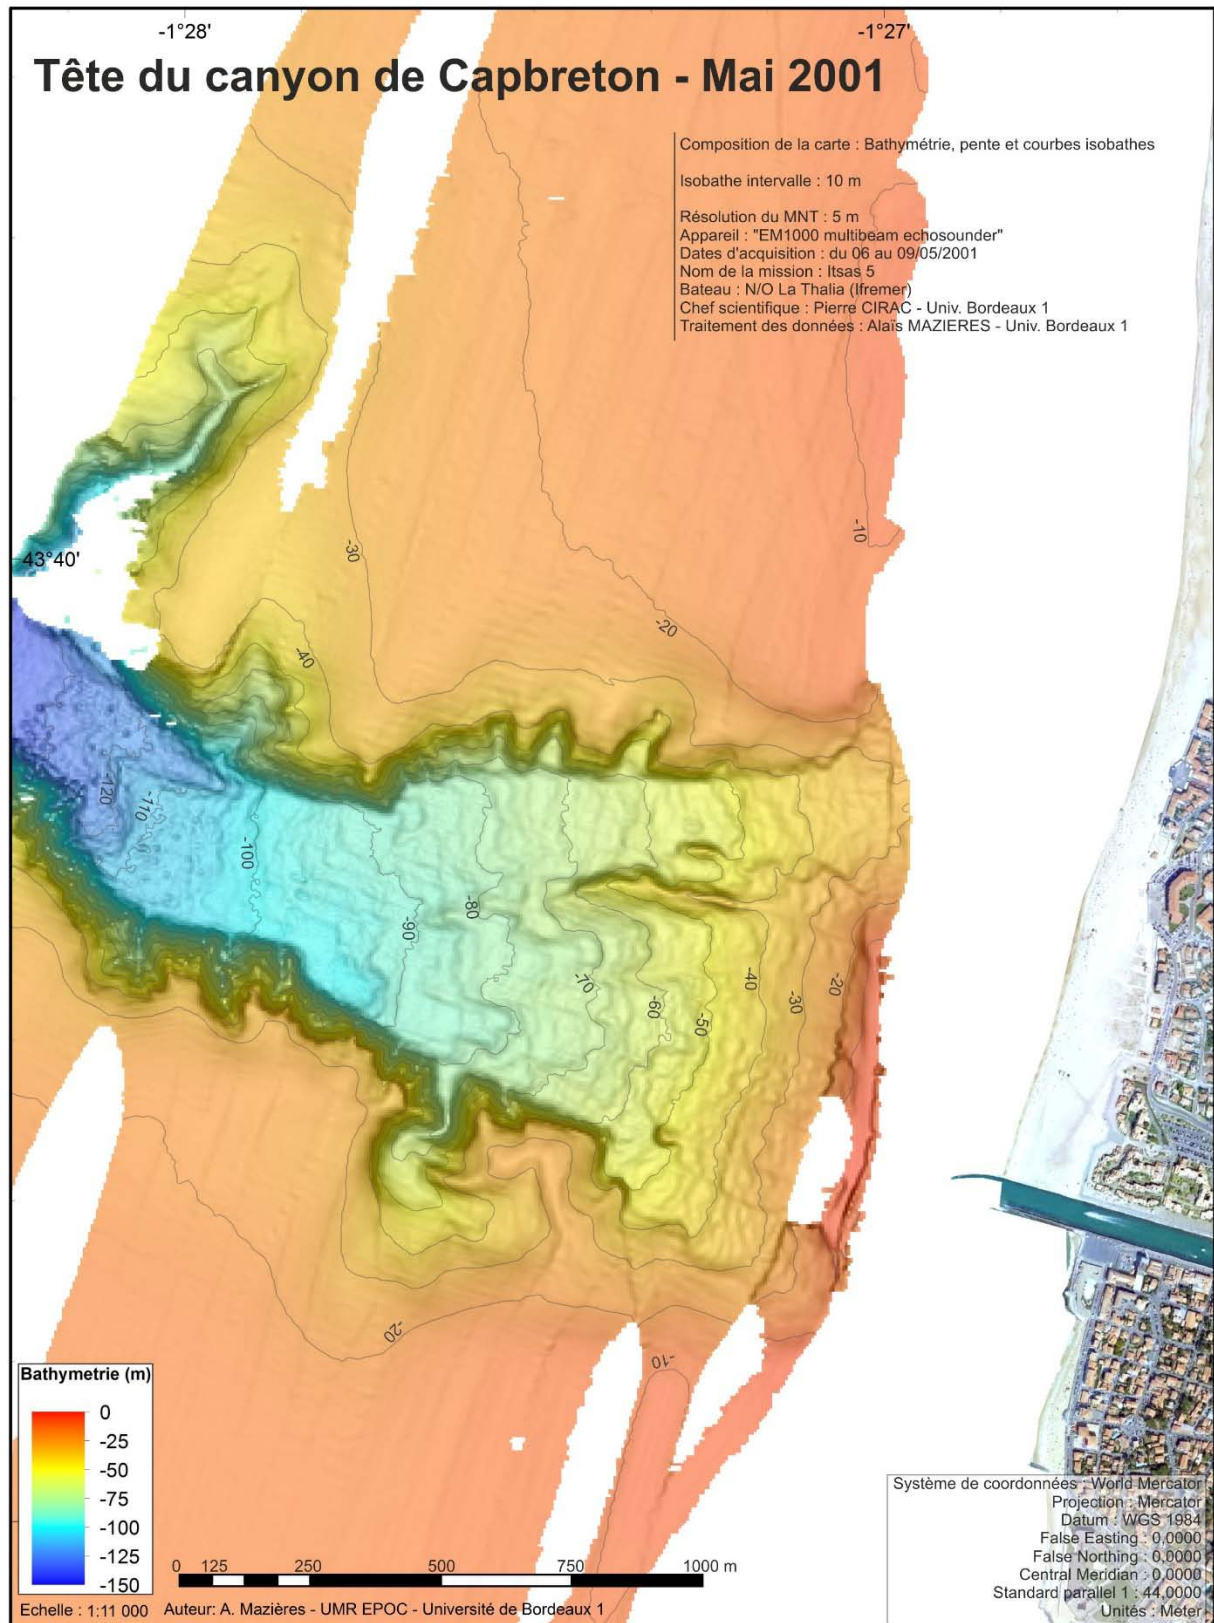 -1°28'
-1°27'
Tête du canyon de Capbreton - Mai 2001
Composition de la carte : Bathymétrie, pente et courbes isobathes
Isobathe intervalle : 10 m
Résolution du MNT : 5 m
Appareil : "EM1000 multibeam echosounder"
Dates d'acquisition : du 06 au 09/05/2001
Nom de la mission : Itsas 5
Bateau : N/O La Thalia (Ifremer)
Chef scientifique : Pierre CIRAC - Univ. Bordeaux 1
Traitement des données : Alaïs MAZIERES - Univ. Bordeaux 1
43°40'
-30
-10
-20
-40
-120
-110
-100
-90
-80
-70
-60
-50
-40
-30
-20
-20
-10
Bathymetrie (m)
0
-25
-50
-75
-100
-125
-150
0 125 250 500 750 1000 m
Echelle : 1:11 000
Auteur: A. Mazières - UMR EPOC - Université de Bordeaux 1
Système de coordonnées : World Mercator
Projection : Mercator
Datum : WGS 1984
False Easting : 0,0000
False Northing : 0,0000
Central Meridian : 0,0000
Standard parallel 1 : 44,0000
Unités : Meter